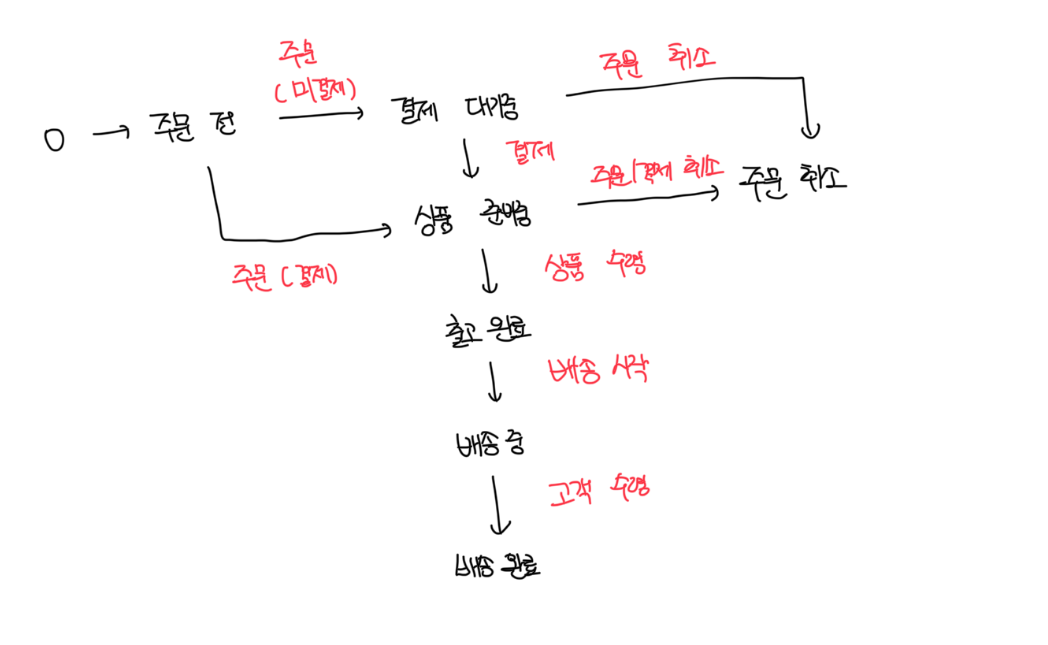 주문
(미결제)
주문 취소
O
주문 전
결제 대기중
결제
주문/결제 취소
주문 취소
상품 준비중
주문(결제)
상품 수령
출고 완료
배송 시작
배송 중
고객 수령
배송 완료